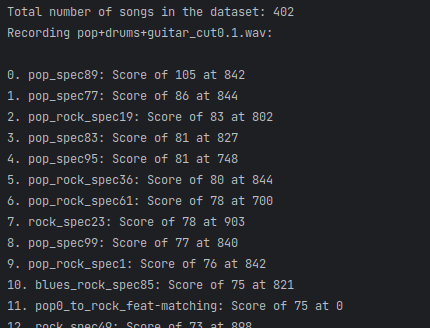 Total number of songs in the dataset: 402
Recording pop+drums+guitar_cut0.1.wav:
0. pop_spec89: Score of 105 at 842
1. pop_spec77: Score of 86 at 844
2. pop_rock_spec19: Score of 83 at 802
3. pop_spec83: Score of 81 at 827
4. pop_spec95: Score of 81 at 748
5. pop_rock_spec36: Score of 80 at 844
6. pop_rock_spec61: Score of 78 at 700
7. rock_spec23: Score of 78 at 903
8. pop_spec99: Score of 77 at 840
9. pop_rock_spec1: Score of 76 at 842
10. blues_rock_spec85: Score of 75 at 821
11. pop0_to_rock_feat-matching: Score of 75 at 0
12. rock_spec49: Score of 73 at 898